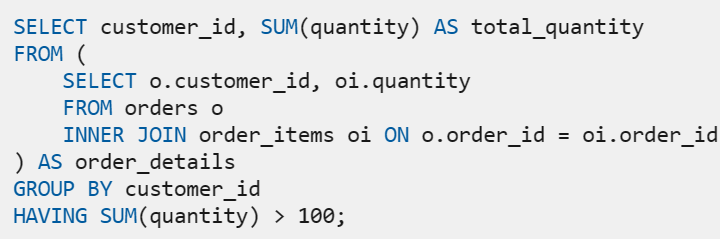 SELECT customer_id, SUM(quantity) AS total_quantity
FROM (
    SELECT o.customer_id, oi.quantity
    FROM orders o
    INNER JOIN order_items oi ON o.order_id = oi.order_id
) AS order_details
GROUP BY customer_id
HAVING SUM(quantity) > 100;